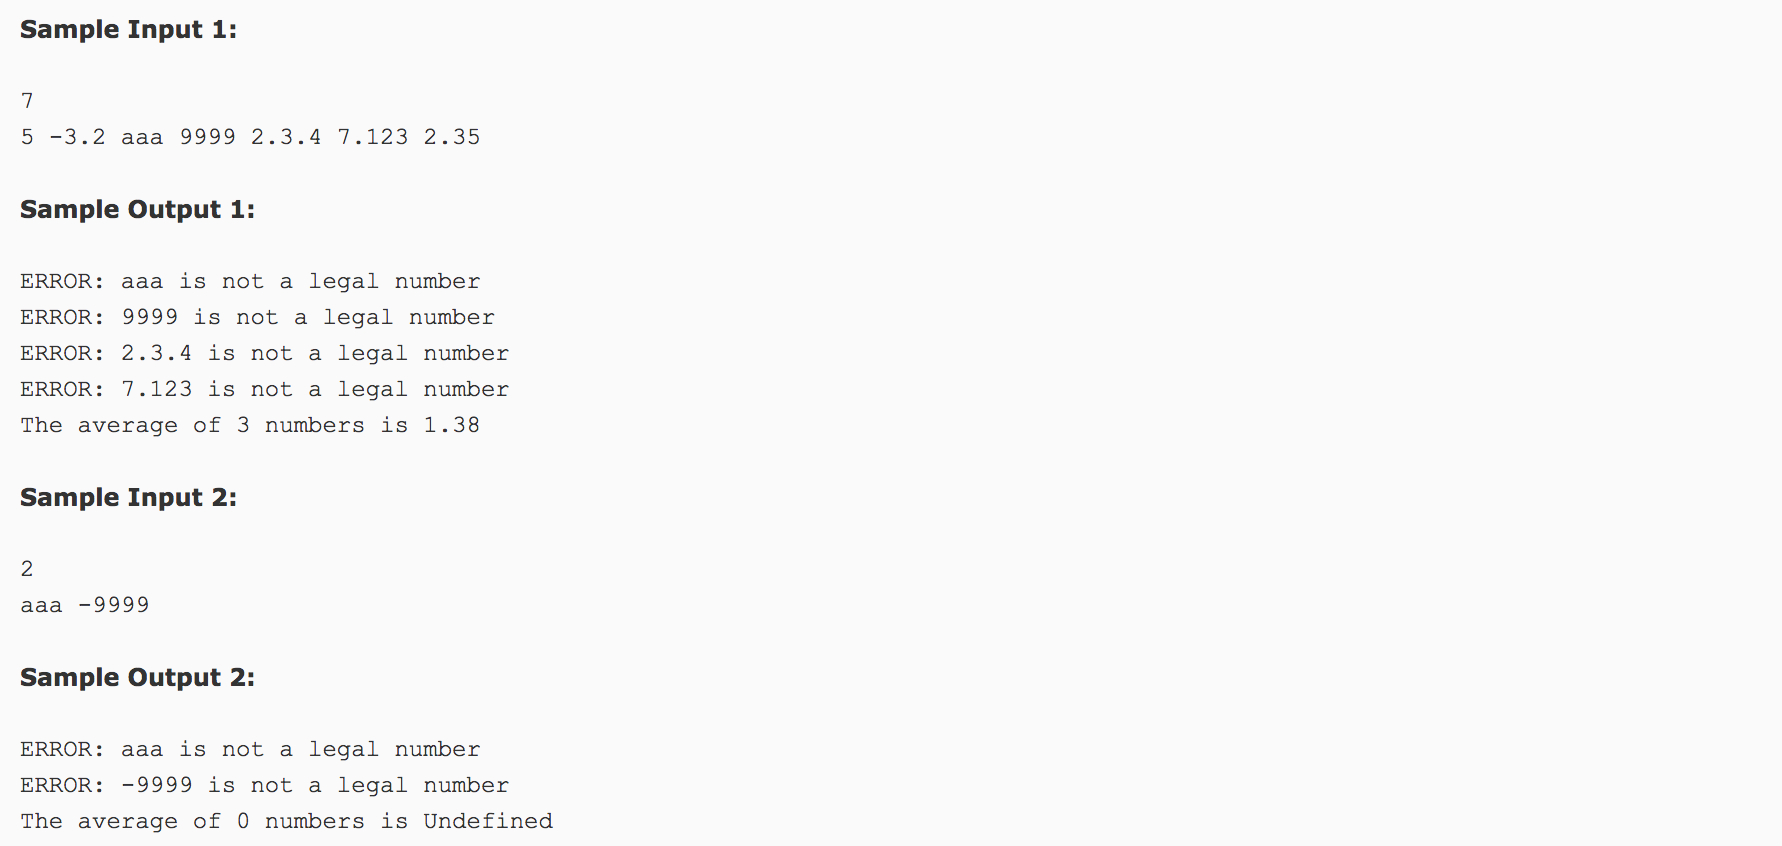 Sample Input 1:
7
5 -3.2 aaa 9999 2.3.4 7.123 2.35
Sample Output 1:
ERROR: aaa is not a legal number
ERROR: 9999 is not a legal number
ERROR: 2.3.4 is not a legal number
ERROR: 7.123 is not a legal number
The average of 3 numbers is 1.38
Sample Input 2:
2
aaa -9999
Sample Output 2:
ERROR: aaa is not a legal number
ERROR: -9999 is not a legal number
The average of 0 numbers is Undefined